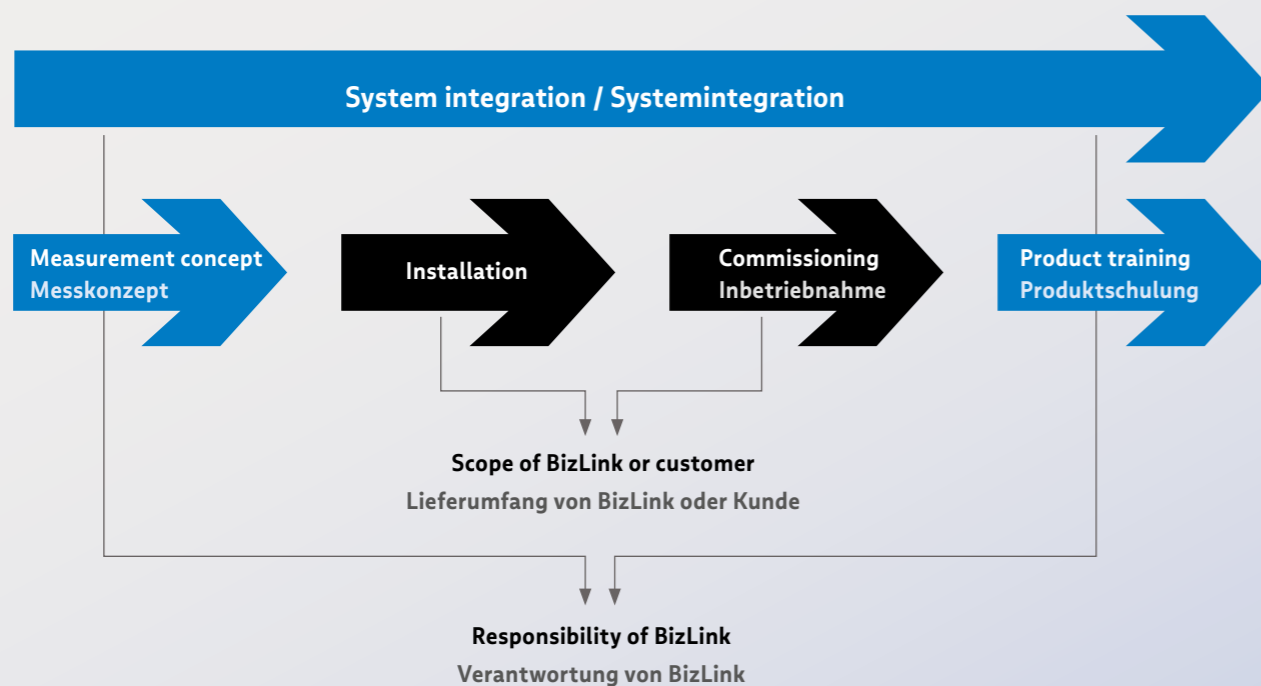 System integration / Systemintegration
Measurement concept
Messkonzept
Installation
Commissioning
Inbetriebnahme
Product training
Produktschulung
Scope of BizLink or customer
Lieferumfang von BizLink oder Kunde
Responsibility of BizLink
Verantwortung von BizLink